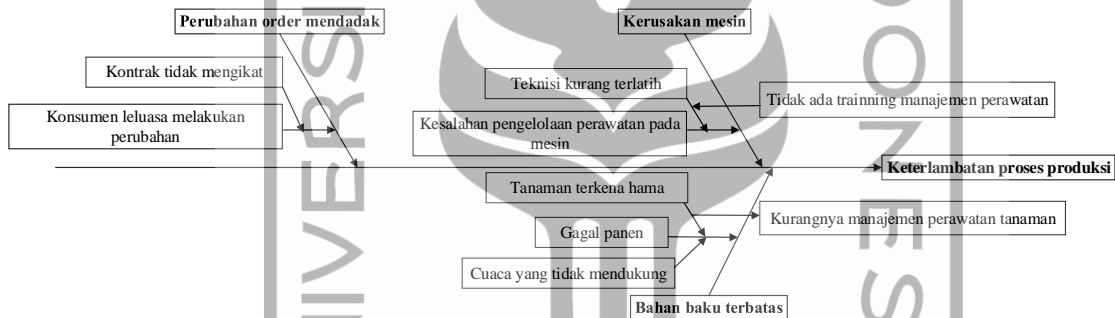 Perubahan order mendadak
Kerusakan mesin
Kontrak tidak mengikat
Teknisi kurang terlatih
Tidak ada trainning manajemen perawatan
Konsumen leluasa melakukan
perubahan
Kesalahan pengelolaan perawatan pada
mesin
Keterlambatan proses produksi
Tanaman terkena hama
Kurangnya manajemen perawatan tanaman
Gagal panen
Cuaca yang tidak mendukung
Bahan baku terbatas
IVERSI
ONES